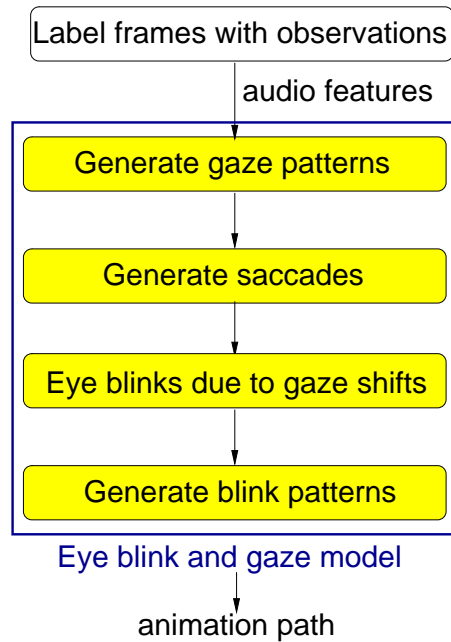 Label frames with observations
audio features
Generate gaze patterns
Generate saccades
Eye blinks due to gaze shifts
Generate blink patterns
Eye blink and gaze model
animation path